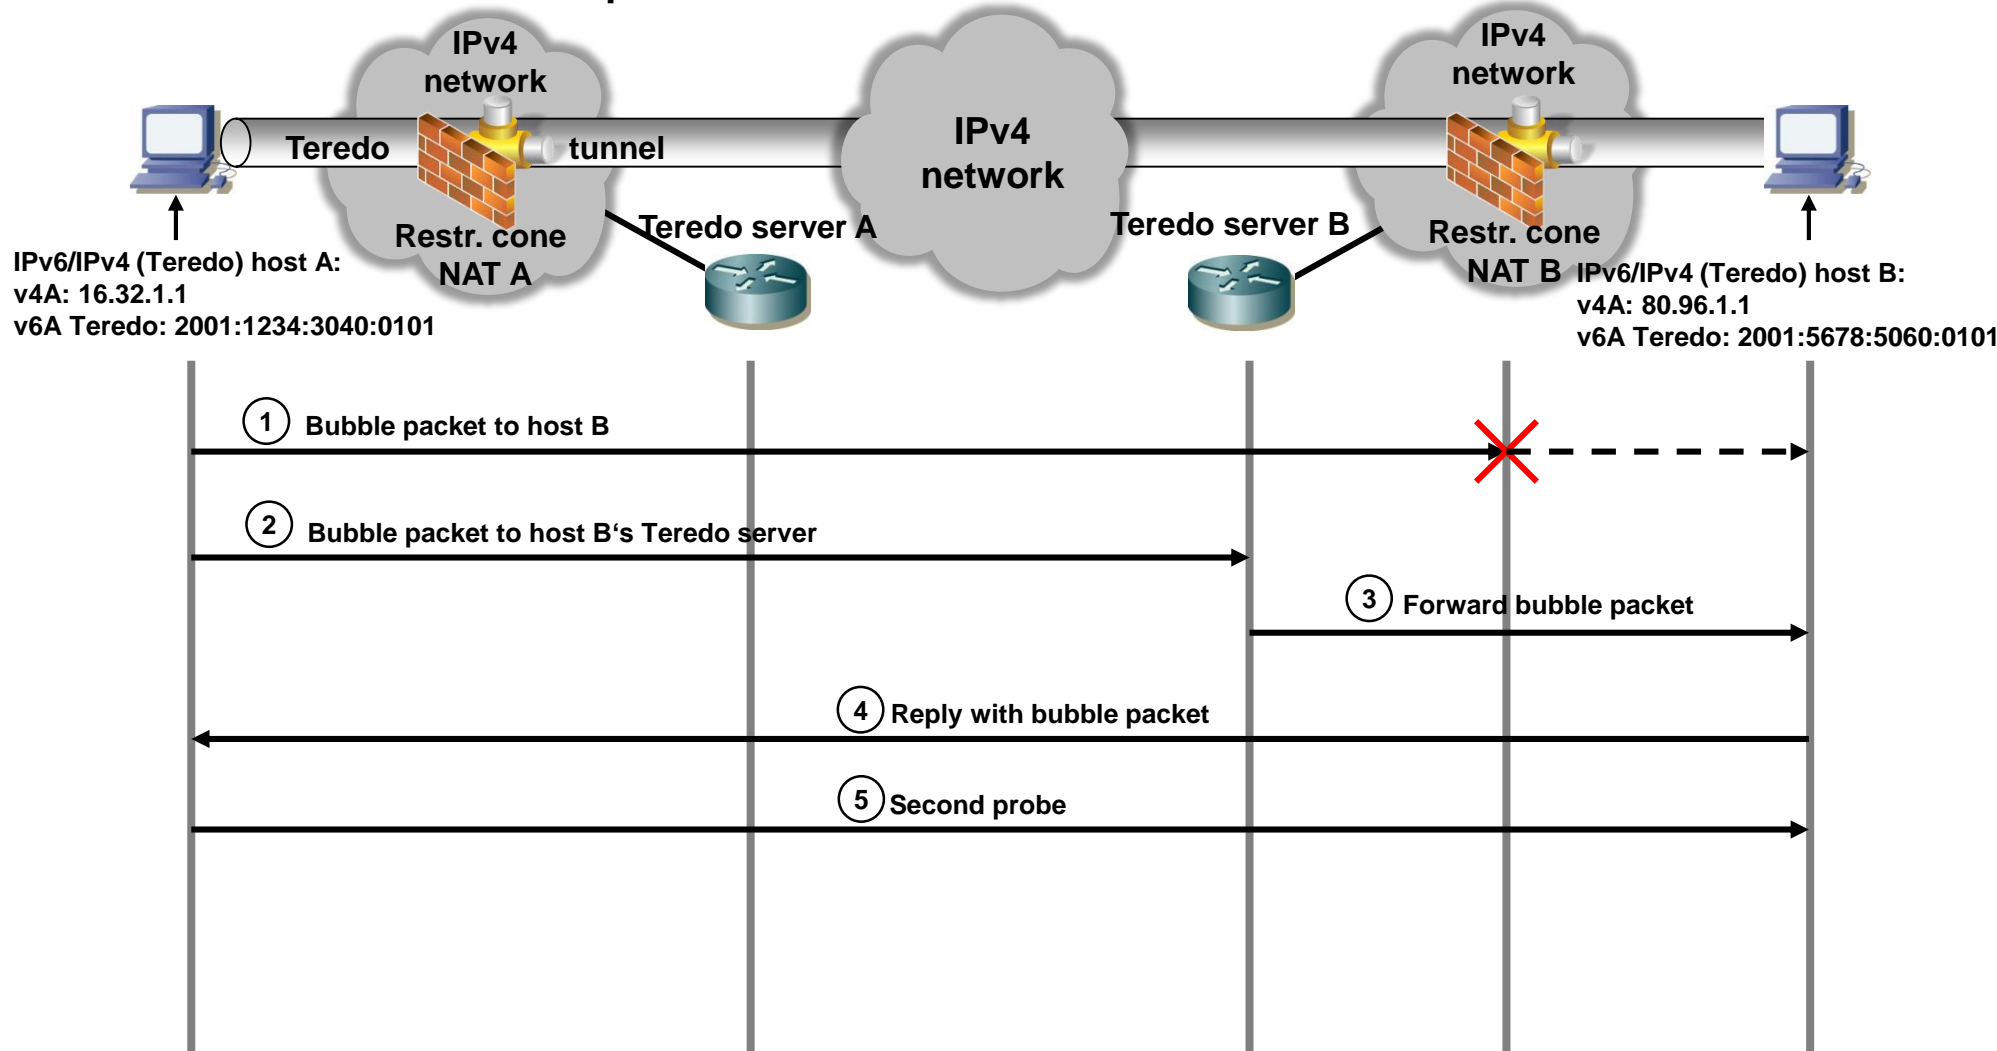 IPv4
network
IPv4
network
IPv4
network
Teredo
tunnel
Restr. cone
NAT A
Teredo server A
Teredo server B
Restr. cone
NAT B
IPv6/IPv4 (Teredo) host A:
v4A: 16.32.1.1
v6A Teredo: 2001:1234:3040:0101
IPv6/IPv4 (Teredo) host B:
v4A: 80.96.1.1
v6A Teredo: 2001:5678:5060:0101
1 Bubble packet to host B
2 Bubble packet to host B‘s Teredo server
3 Forward bubble packet
4 Reply with bubble packet
5 Second probe